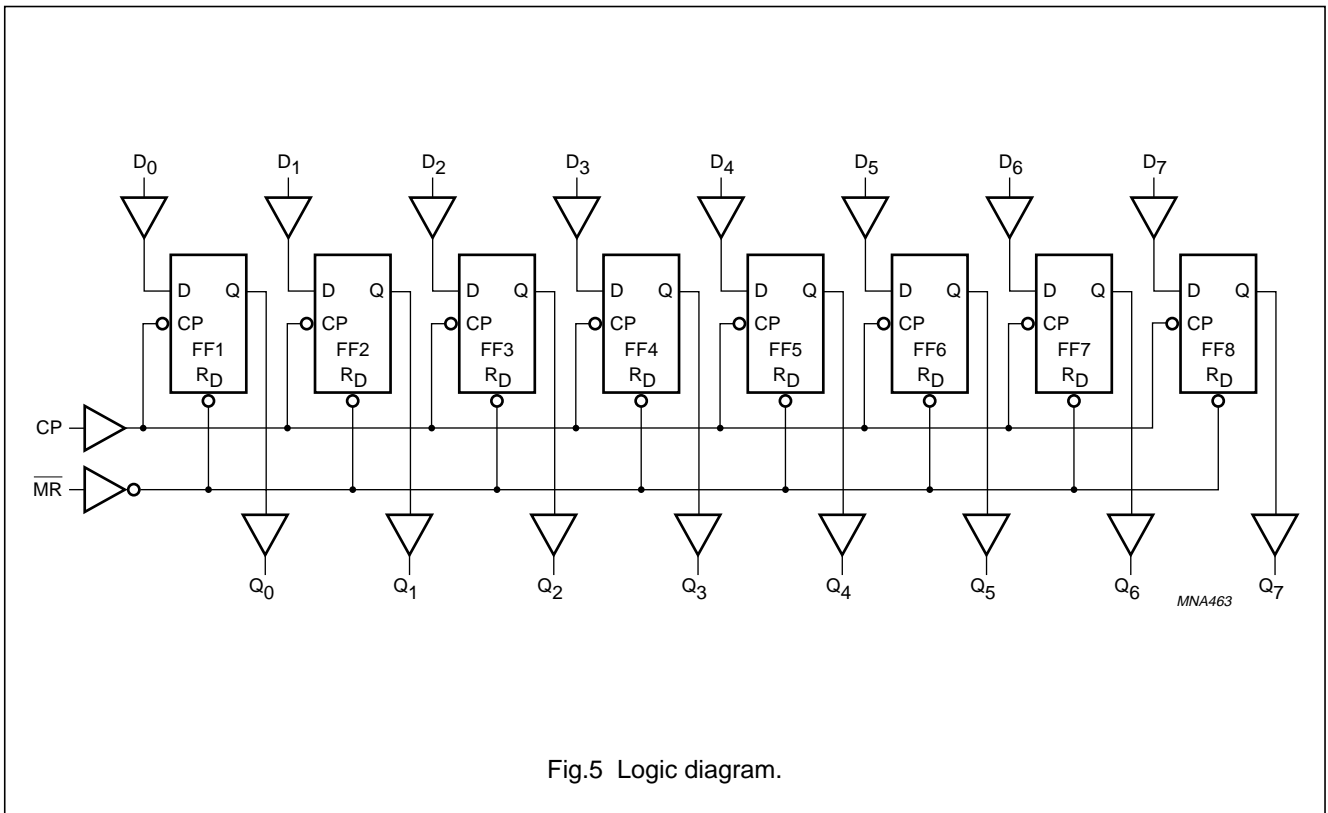 D0 D1 D2 D3 D4 D5 D6 D7
D Q D Q D Q D Q D Q D Q D Q D Q
CP CP CP CP CP CP CP CP
FF1 FF2 FF3 FF4 FF5 FF6 FF7 FF8
RD RD RD RD RD RD RD RD
CP
M̅R̅
Q0 Q1 Q2 Q3 Q4 Q5 Q6 Q7
MNA463
Fig.5 Logic diagram.